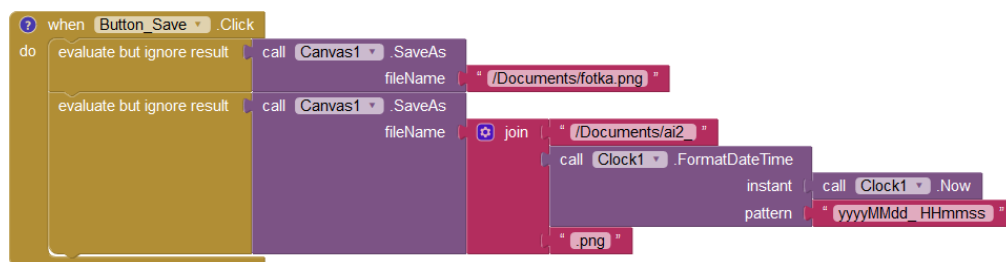 ? when Button_Save .Click
do evaluate but ignore result call Canvas1 .SaveAs
fileName " /Documents/fotka.png "
evaluate but ignore result call Canvas1 .SaveAs
fileName join " /Documents/ai2_ "
call Clock1 .FormatDateTime
instant call Clock1 .Now
pattern " yyyyMMdd_HHmmss "
" .png "